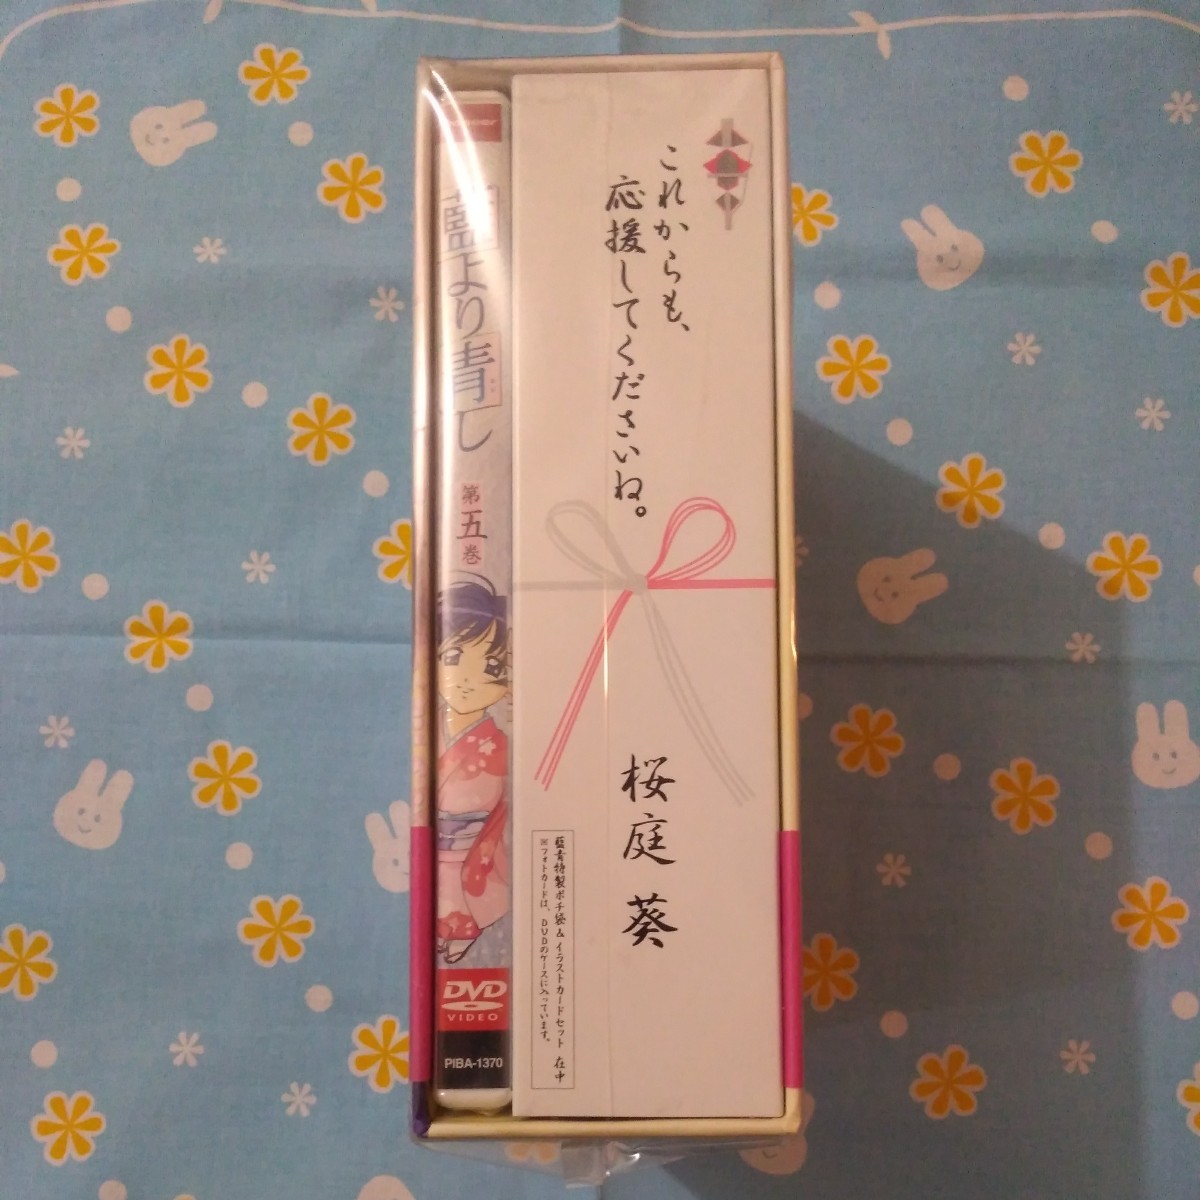 これからも、
応援してくださいね。
桜庭 葵
藍青特製ポチ袋＆イラストカードセット 在中
※フォトカードは、DVDのケースに入っています。
藍より青し
第五巻
DVD
VIDEO
PIBA-1370